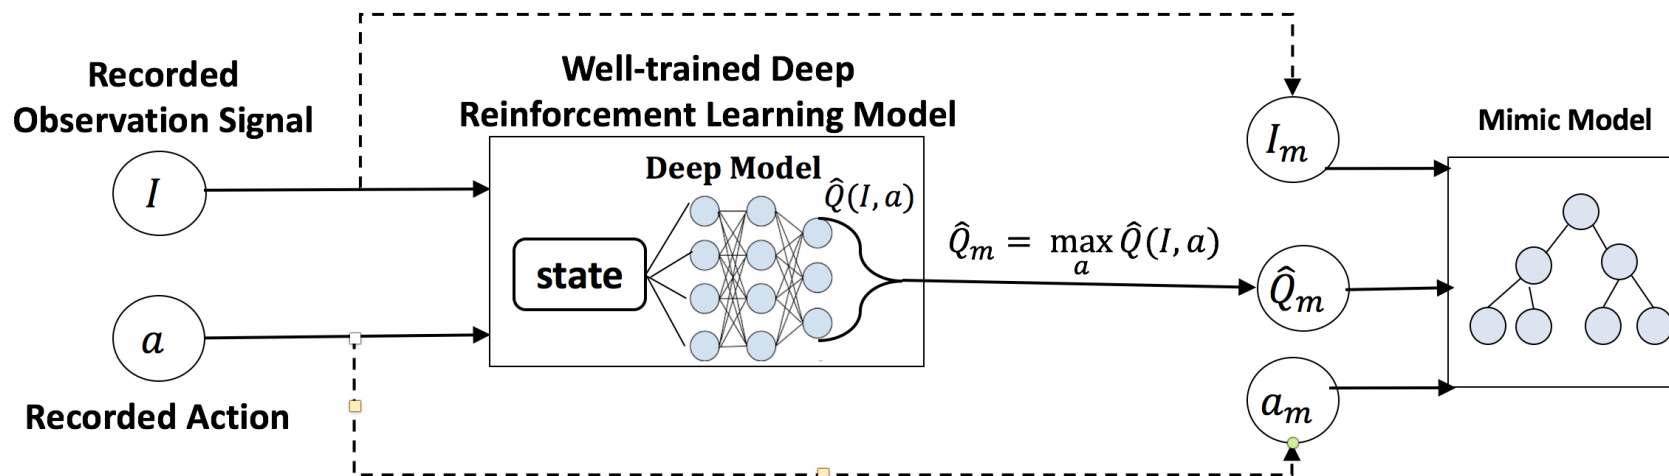 Recorded
Observation Signal
I
a
Recorded Action
Well-trained Deep
Reinforcement Learning Model
Deep Model
state
Q̂(I, a)
Q̂ₘ = max Q̂(I, a)
a
Iₘ
Q̂ₘ
aₘ
Mimic Model